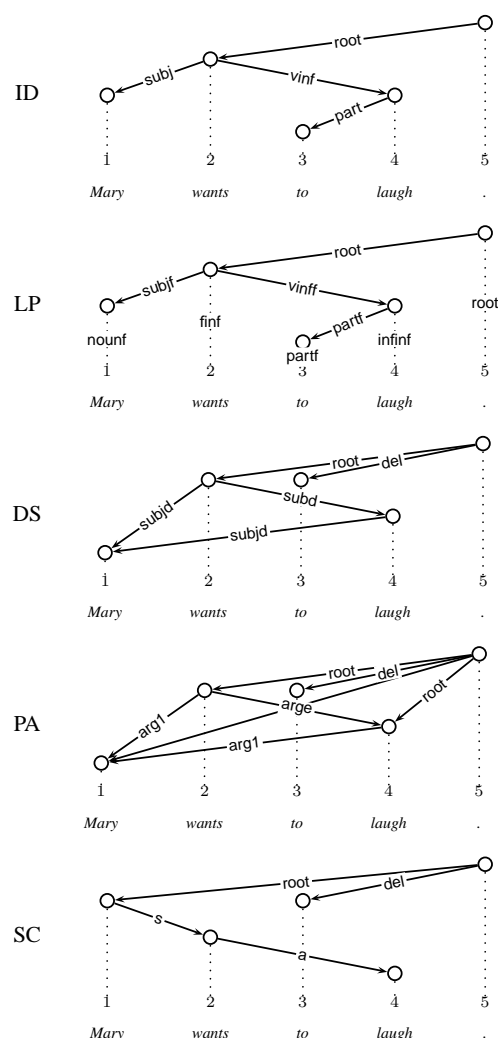 root
subj
vinf
ID
part
1 2 3 4 5
Mary wants to laugh .
root
subjf
vinff
LP
root
partf
finf
nounf
infinf
partf
1 2 3 4 5
Mary wants to laugh .
root
del
subd
DS
subjd
subjd
1 2 3 4 5
Mary wants to laugh .
root
del
root
arge
PA
arg1
arg1
1 2 3 4 5
Mary wants to laugh .
root
del
s
SC
a
1 2 3 4 5
Mary wants to laugh .